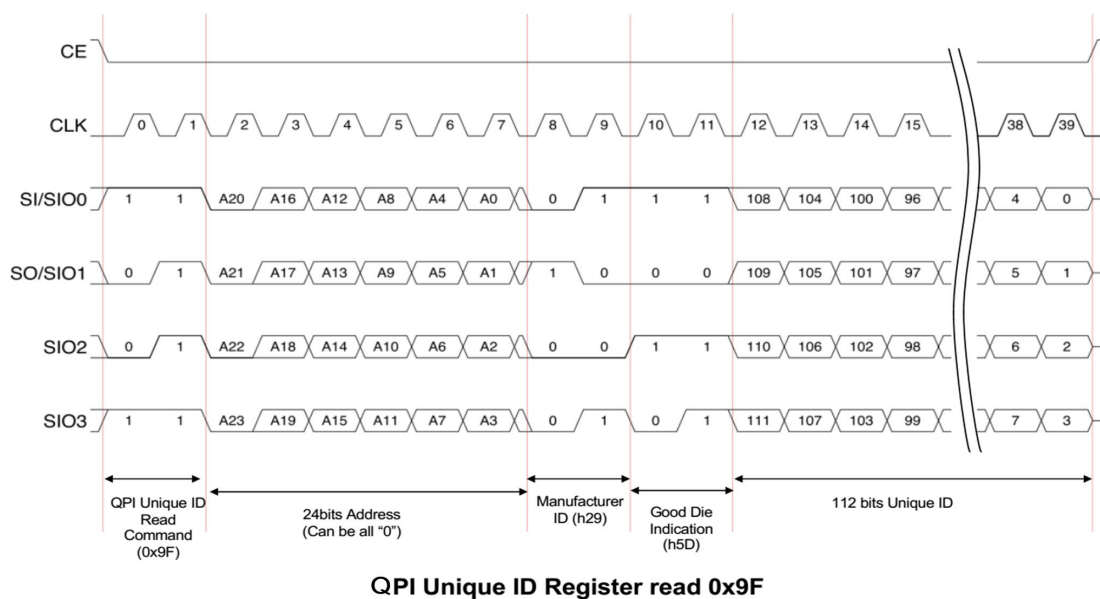 CE
CLK 0 1 2 3 4 5 6 7 8 9 10 11 12 13 14 15 38 39
SI/SIO0 1 1 A20 A16 A12 A8 A4 A0 0 1 1 1 108 104 100 96 4 0
SO/SIO1 0 1 A21 A17 A13 A9 A5 A1 1 0 0 0 109 105 101 97 5 1
SIO2 0 1 A22 A18 A14 A10 A6 A2 0 0 1 1 110 106 102 98 6 2
SIO3 1 1 A23 A19 A15 A11 A7 A3 0 1 0 1 111 107 103 99 7 3
QPI Unique ID
Read
Command
(0x9F)
24bits Address
(Can be all “0”)
Manufacturer
ID (h29)
Good Die
Indication
(h5D)
112 bits Unique ID
QPI Unique ID Register read 0x9F